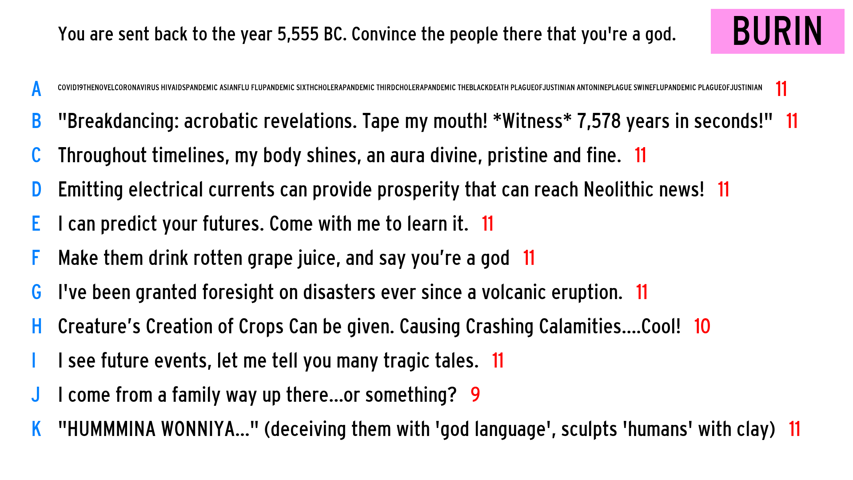 You are sent back to the year 5,555 BC. Convince the people there that you're a god.
BURIN
A COVID19THENOVELCORONAVIRUS HIVAIDSPANDEMIC ASIANFLU FLUPANDEMIC SIXTHCHOLERAPANDEMIC THIRDCHOLERAPANDEMIC THEBLACKDEATH PLAGUEOFJUSTINIAN ANTONINEPLAGUE SWINEFLUPANDEMIC PLAGUEOFJUSTINIAN 11
B "Breakdancing: acrobatic revelations. Tape my mouth! *Witness* 7,578 years in seconds!" 11
C Throughout timelines, my body shines, an aura divine, pristine and fine. 11
D Emitting electrical currents can provide prosperity that can reach Neolithic news! 11
E I can predict your futures. Come with me to learn it. 11
F Make them drink rotten grape juice, and say you’re a god 11
G I've been granted foresight on disasters ever since a volcanic eruption. 11
H Creature’s Creation of Crops Can be given. Causing Crashing Calamities....Cool! 10
I I see future events, let me tell you many tragic tales. 11
J I come from a family way up there...or something? 9
K "HUMMMINA WONNIYA..." (deceiving them with 'god language', sculpts 'humans' with clay) 11